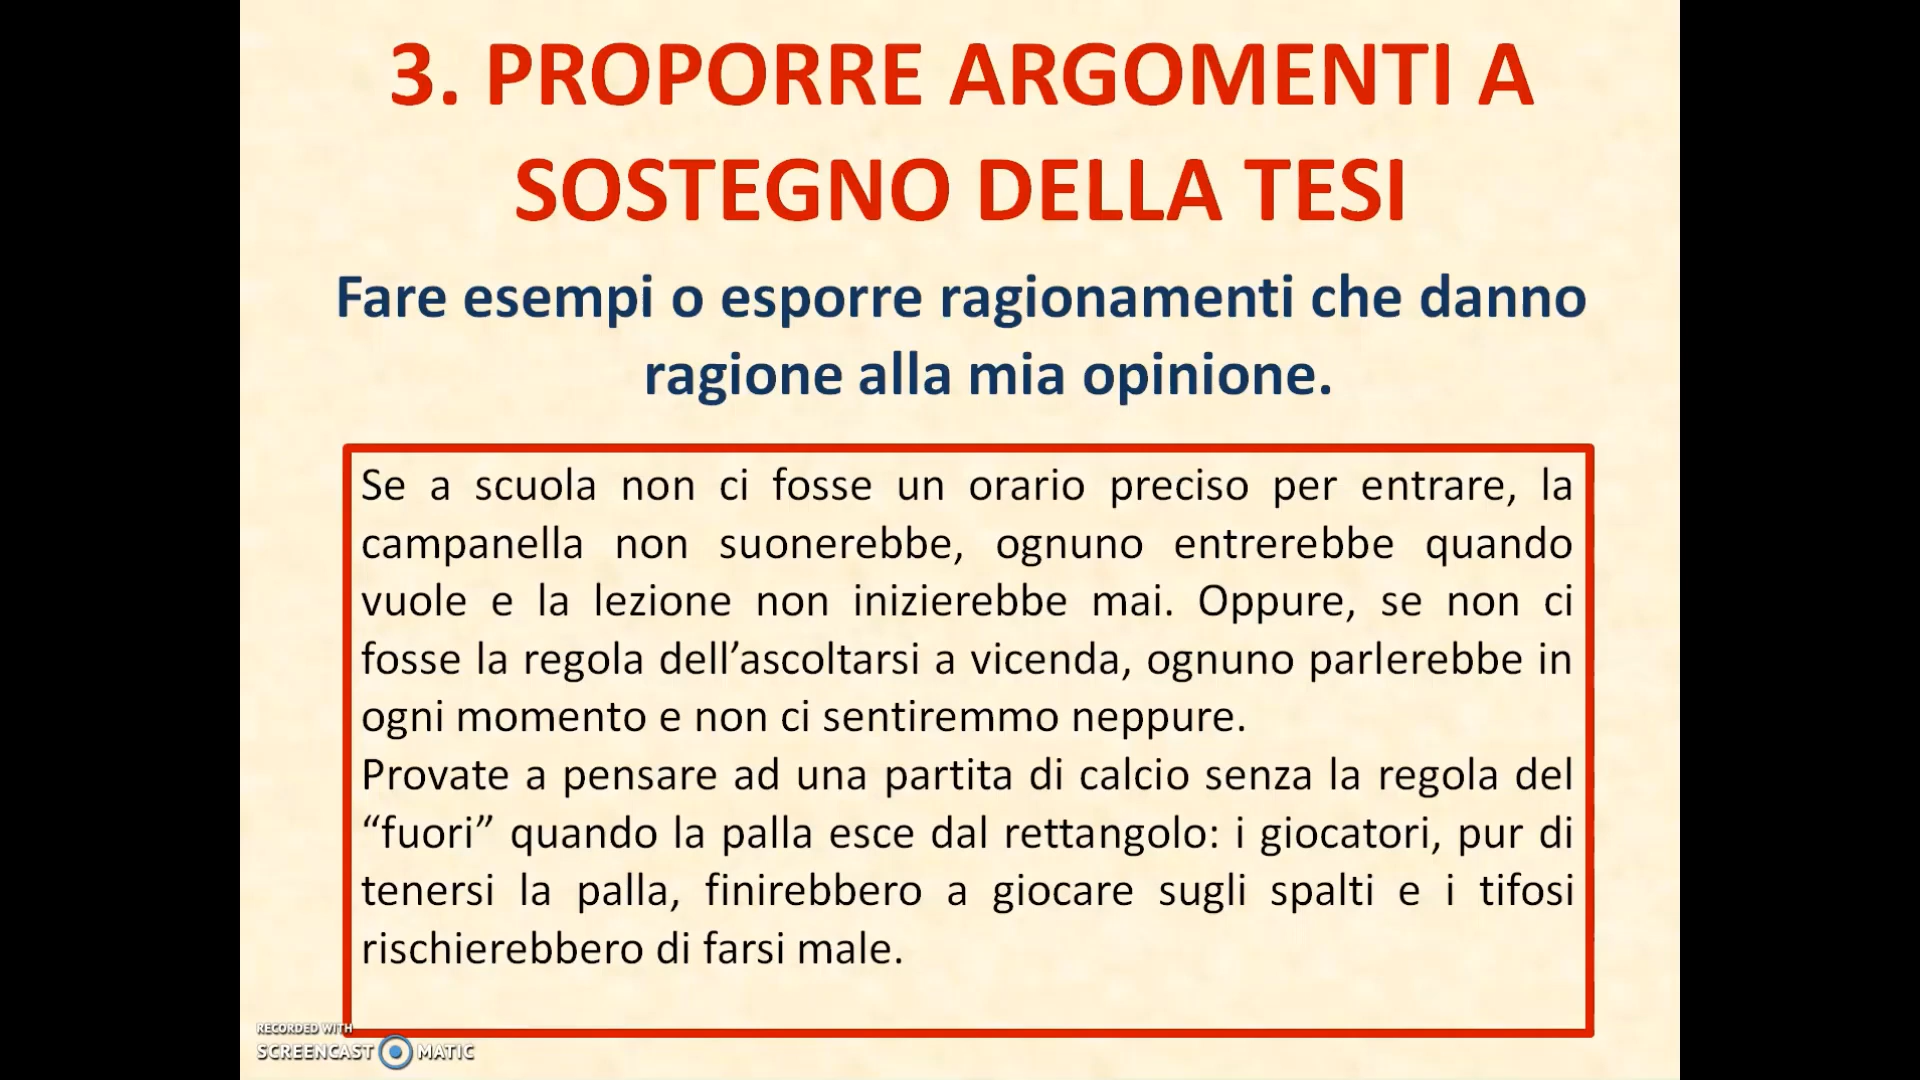 3. PROPORRE ARGOMENTI A
SOSTEGNO DELLA TESI
Fare esempi o esporre ragionamenti che danno
ragione alla mia opinione.
Se a scuola non ci fosse un orario preciso per entrare, la
campanella non suonerebbe, ognuno entrerebbe quando
vuole e la lezione non inizierebbe mai. Oppure, se non ci
fosse la regola dell’ascoltarsi a vicenda, ognuno parlerebbe in
ogni momento e non ci sentiremmo neppure.
Provate a pensare ad una partita di calcio senza la regola del
“fuori” quando la palla esce dal rettangolo: i giocatori, pur di
tenersi la palla, finirebbero a giocare sugli spalti e i tifosi
rischierebbero di farsi male.
RECORDED WITH
SCREENCAST MATIC